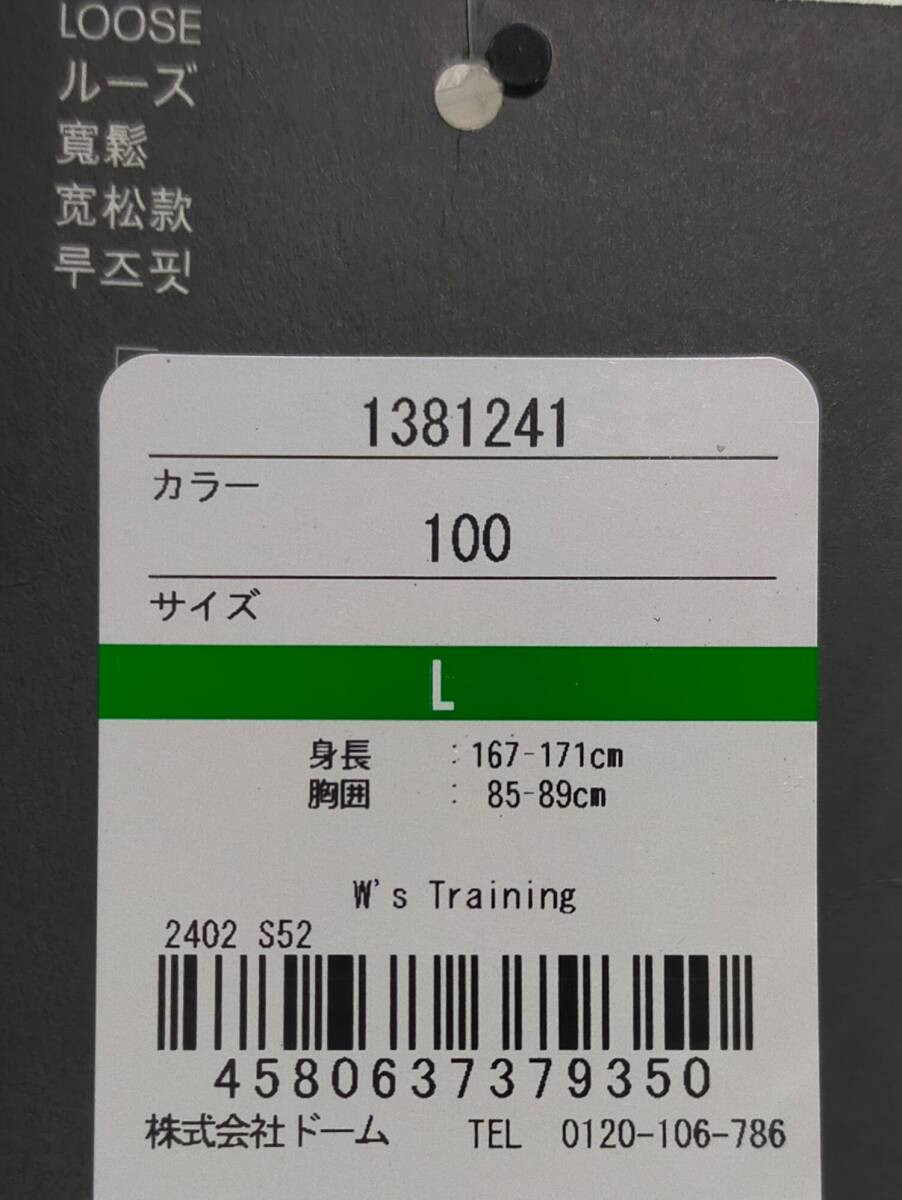 LOOSE
ルーズ
寬鬆
宽松款
루즈핏
1381241
カラー
100
サイズ
L
身長 : 167-171cm
胸囲 : 85-89cm
W's Training
2402 S52
4580637379350
株式会社ドーム TEL 0120-106-786